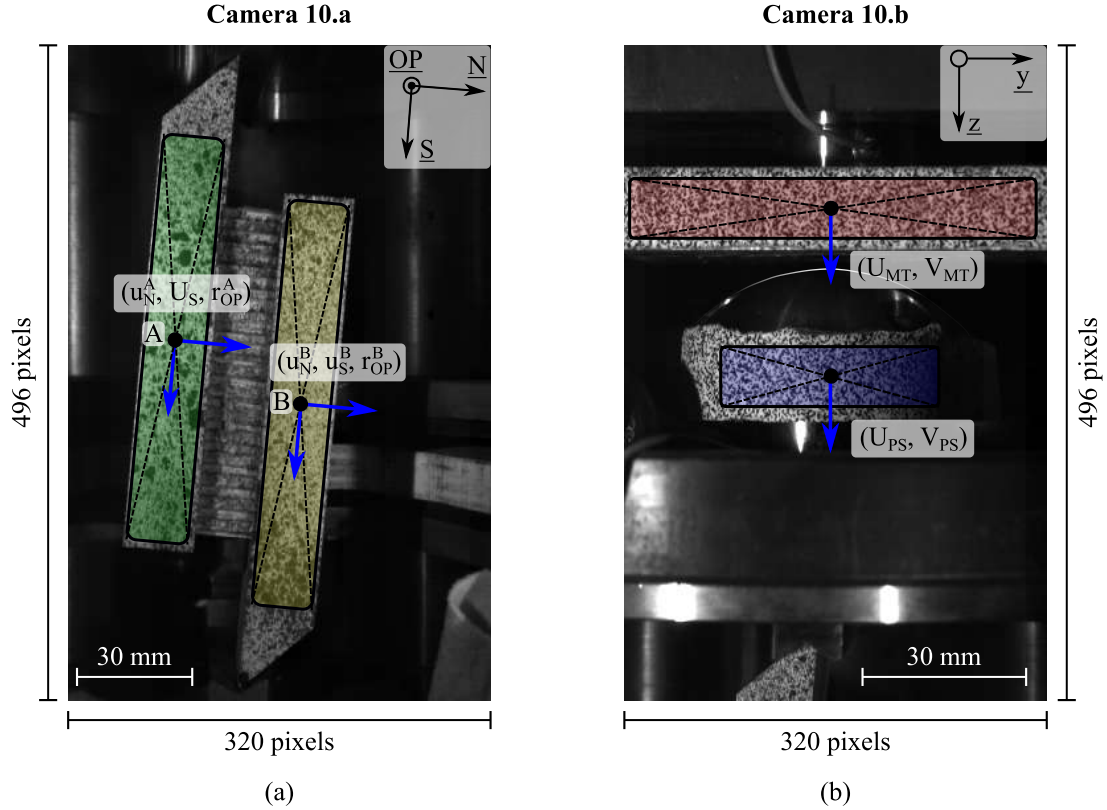 Camera 10.a
Camera 10.b
OP
N
S
y
z
(u_N^A, U_S, r_OP^A)
A
(u_N^B, u_S^B, r_OP^B)
B
(U_MT, V_MT)
(U_PS, V_PS)
496 pixels
496 pixels
30 mm
30 mm
320 pixels
320 pixels
(a)
(b)